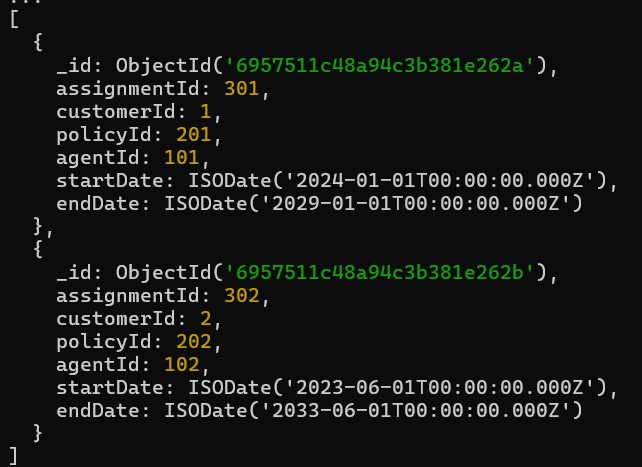 ...
[
  {
    _id: ObjectId('6957511c48a94c3b381e262a'),
    assignmentId: 301,
    customerId: 1,
    policyId: 201,
    agentId: 101,
    startDate: ISODate('2024-01-01T00:00:00.000Z'),
    endDate: ISODate('2029-01-01T00:00:00.000Z')
  },
  {
    _id: ObjectId('6957511c48a94c3b381e262b'),
    assignmentId: 302,
    customerId: 2,
    policyId: 202,
    agentId: 102,
    startDate: ISODate('2023-06-01T00:00:00.000Z'),
    endDate: ISODate('2033-06-01T00:00:00.000Z')
  }
]